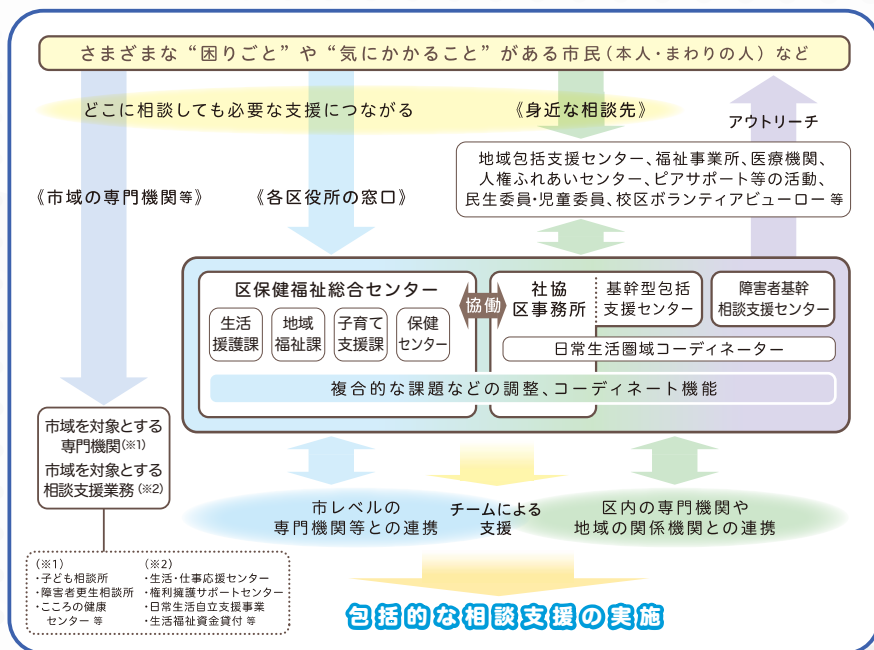 さまざまな“困りごと”や“気にかかること”がある市民(本人・まわりの人)など
どこに相談しても必要な支援につながる
《身近な相談先》
アウトリーチ
地域包括支援センター、福祉事業所、医療機関、
人権ふれあいセンター、ピアサポート等の活動、
民生委員・児童委員、校区ボランティアビューロー 等
《市域の専門機関等》
《各区役所の窓口》
区保健福祉総合センター
生活
援護課
地域
福祉課
子育て
支援課
保健
センター
協働
社協
区事務所
基幹型包括
支援センター
障害者基幹
相談支援センター
日常生活圏域コーディネーター
複合的な課題などの調整、コーディネート機能
市域を対象とする
専門機関(※1)
市域を対象とする
相談支援業務(※2)
市レベルの
専門機関等との連携
チームによる
支援
区内の専門機関や
地域の関係機関との連携
(※1)
・子ども相談所
・障害者更生相談所
・こころの健康
センター 等
(※2)
・生活・仕事応援センター
・権利擁護サポートセンター
・日常生活自立支援事業
・生活福祉資金貸付 等
包括的な相談支援の実施